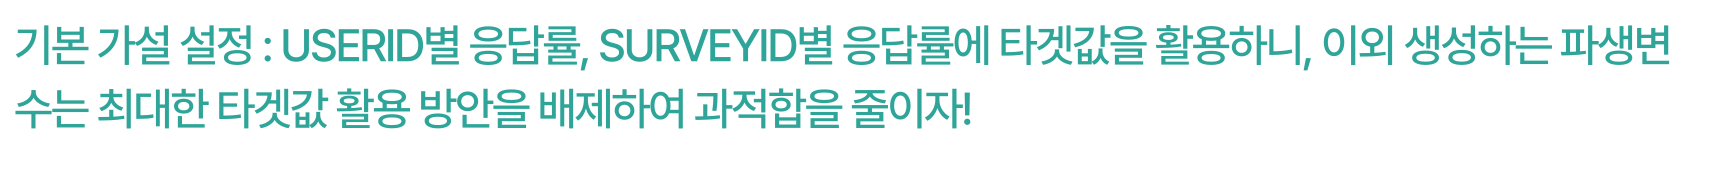 기본 가설 설정 : USERID별 응답률, SURVEYID별 응답률에 타겟값을 활용하니, 이외 생성하는 파생변
수는 최대한 타겟값 활용 방안을 배제하여 과적합을 줄이자!